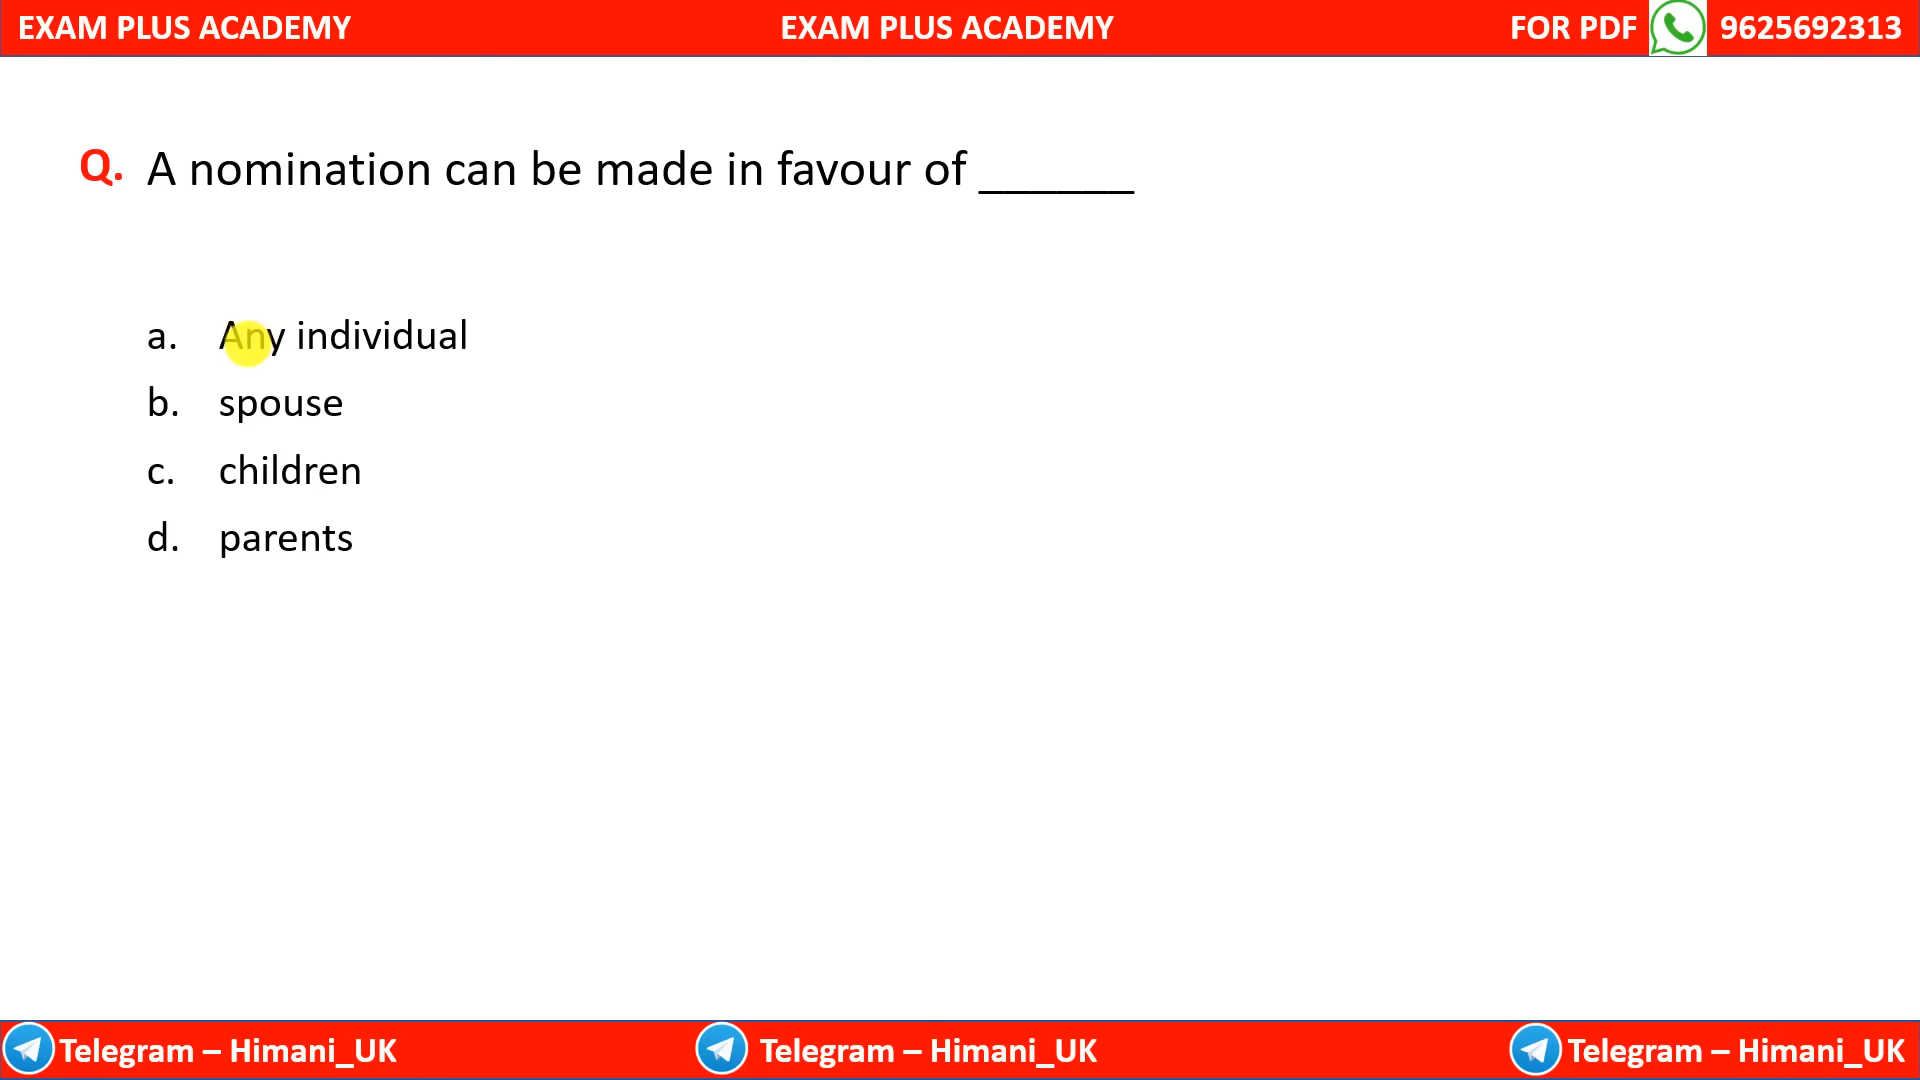 EXAM PLUS ACADEMY EXAM PLUS ACADEMY FOR PDF 9625692313
Q. A nomination can be made in favour of ______
a. Any individual
b. spouse
c. children
d. parents
Telegram – Himani_UK Telegram – Himani_UK Telegram – Himani_UK